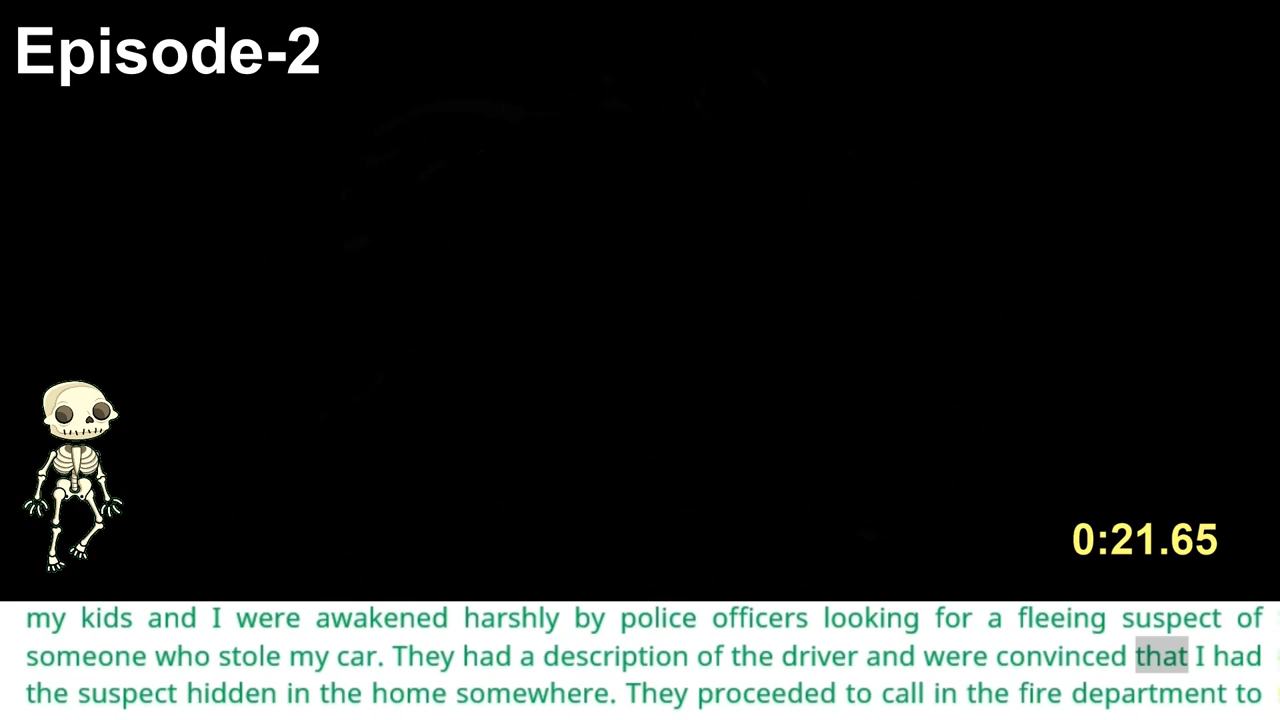 Episode-2
0:21.65
my kids and I were awakened harshly by police officers looking for a fleeing suspect of
someone who stole my car. They had a description of the driver and were convinced that I had
the suspect hidden in the home somewhere. They proceeded to call in the fire department to